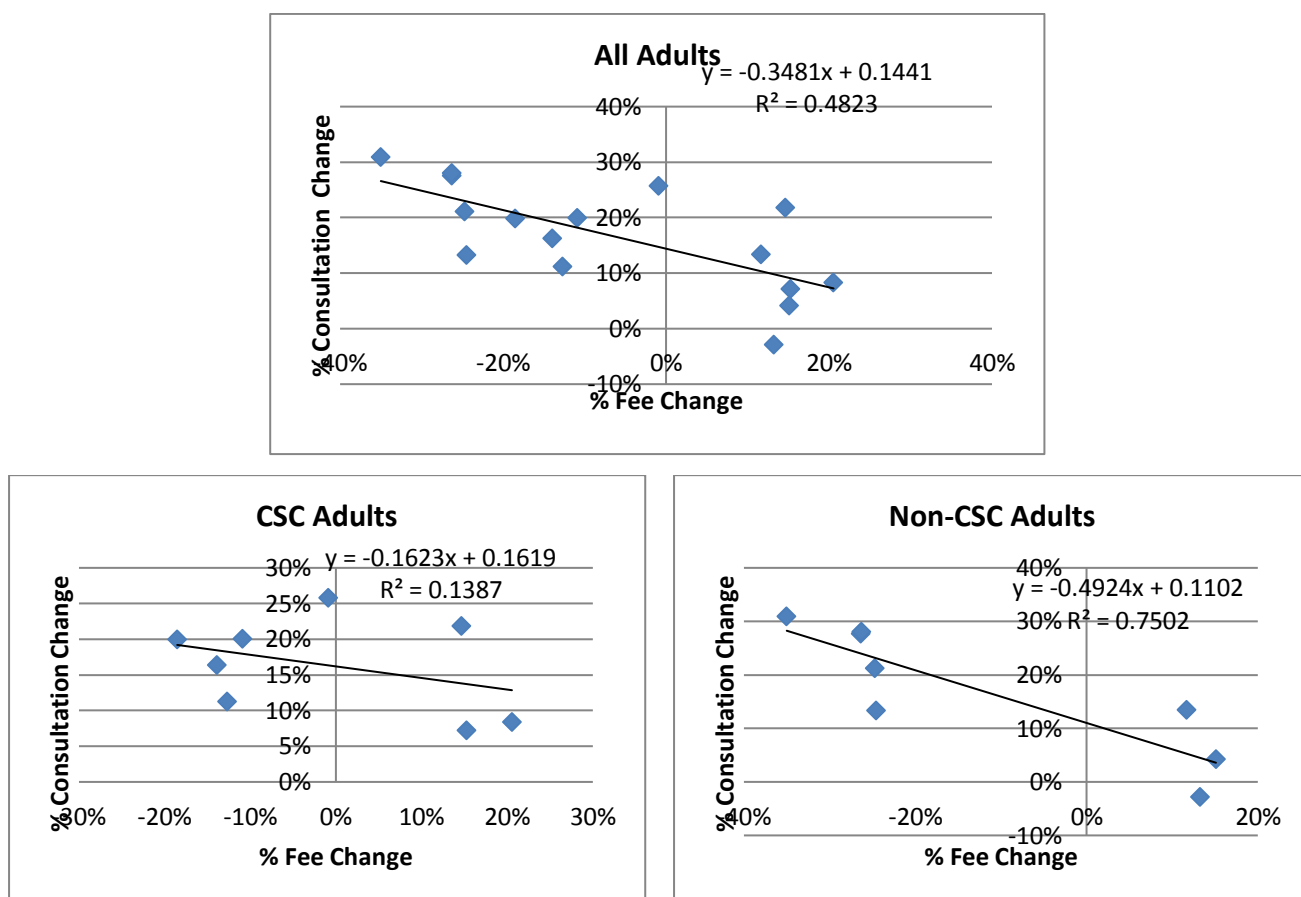 All Adults
y = -0.3481x + 0.1441
R² = 0.4823
% Consultation Change
40%
30%
20%
10%
0%
-10%
40%
-20%
0%
20%
40%
% Fee Change
CSC Adults
y = -0.1623x + 0.1619
R² = 0.1387
% Consultation Change
30%
25%
20%
15%
10%
5%
0%
-20%
-10%
0%
10%
20%
30%
% Fee Change
Non-CSC Adults
y = -0.4924x + 0.1102
R² = 0.7502
% Consultation Change
40%
30%
20%
10%
0%
-10%
40%
-20%
0%
20%
% Fee Change